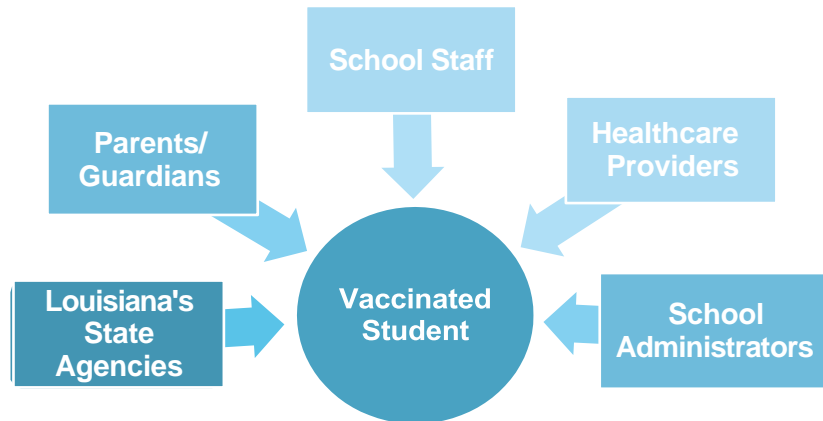 School Staff
Parents/
Guardians
Healthcare
Providers
Louisiana's
State
Agencies
Vaccinated
Student
School
Administrators